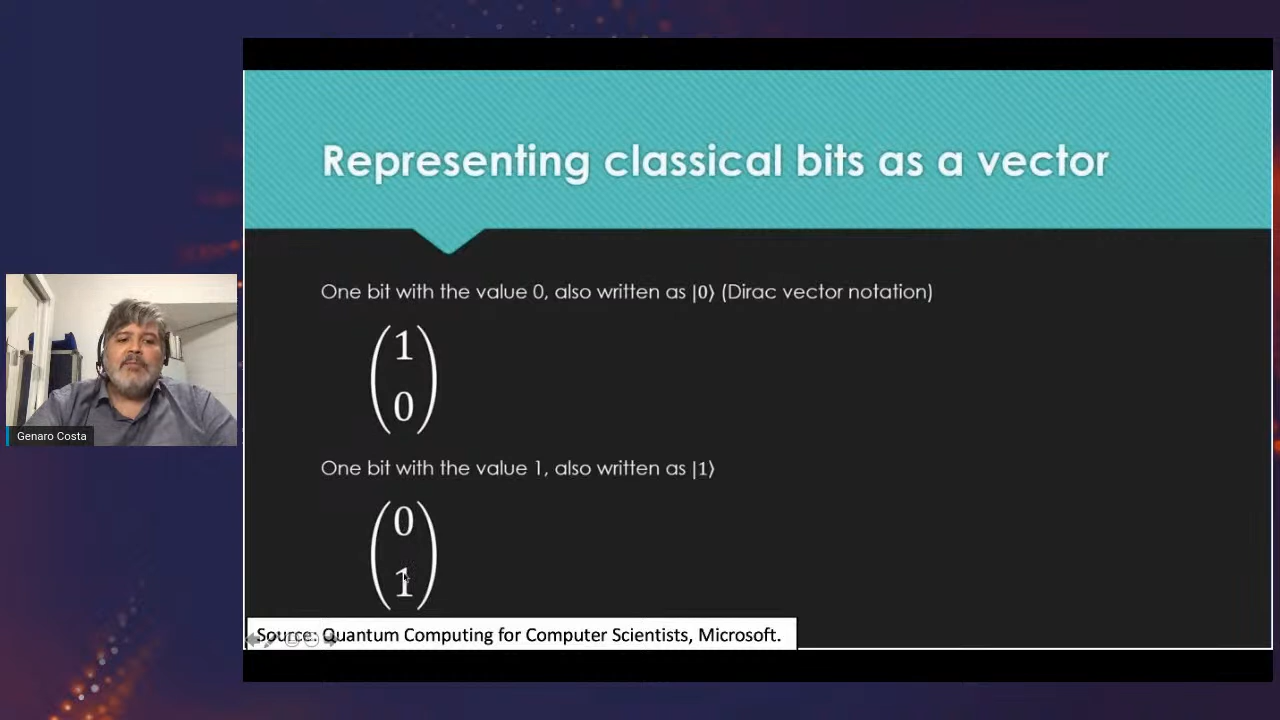 Representing classical bits as a vector
One bit with the value 0, also written as |0⟩ (Dirac vector notation)
1
0
One bit with the value 1, also written as |1⟩
0
1
Genaro Costa
Source: Quantum Computing for Computer Scientists, Microsoft.